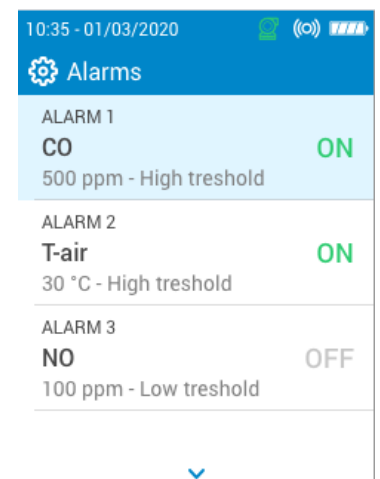 10:35 - 01/03/2020
Alarms
ALARM 1
CO ON
500 ppm - High treshold
ALARM 2
T-air ON
30 °C - High treshold
ALARM 3
NO OFF
100 ppm - Low treshold